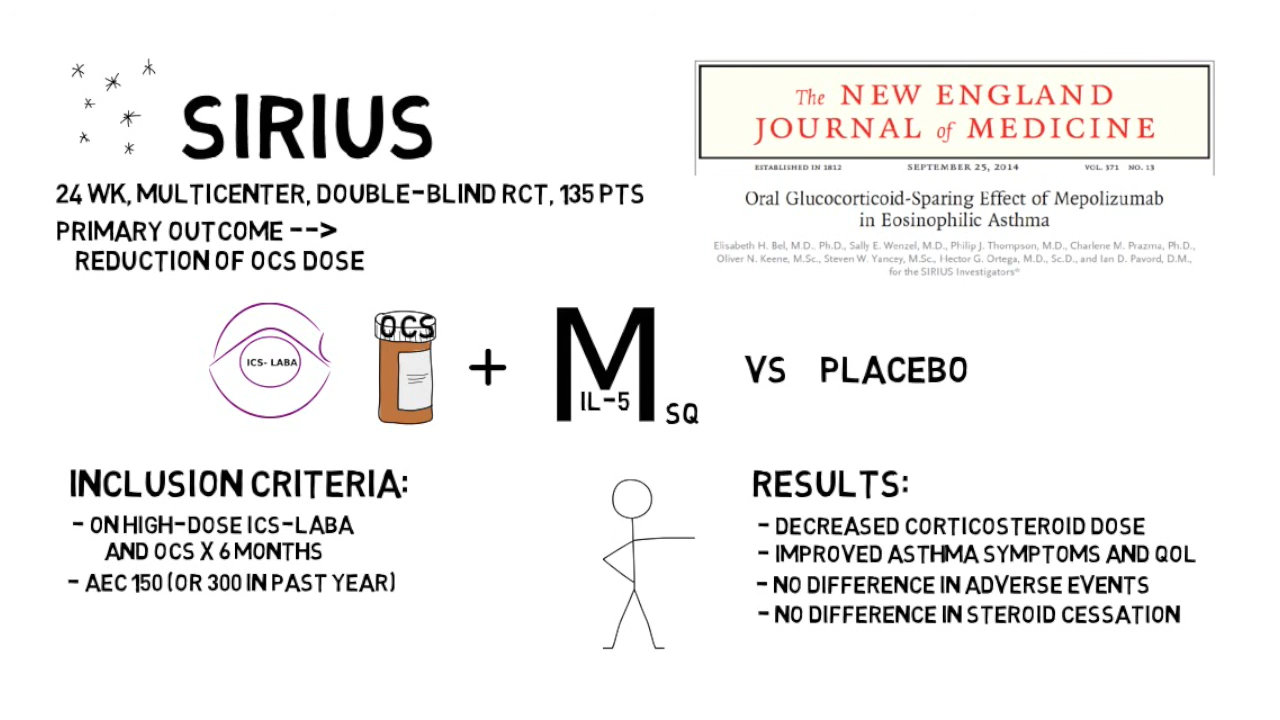 SIRIUS
24 WK, MULTICENTER, DOUBLE-BLIND RCT, 135 PTS
PRIMARY OUTCOME -->
REDUCTION OF OCS DOSE
The NEW ENGLAND
JOURNAL of MEDICINE
ESTABLISHED IN 1812 SEPTEMBER 25, 2014 VOL. 371 NO. 13
Oral Glucocorticoid-Sparing Effect of Mepolizumab
in Eosinophilic Asthma
Elisabeth H. Bel, M.D., Ph.D., Sally E. Wenzel, M.D., Philip J. Thompson, M.D., Charlene M. Prazma, Ph.D.,
Oliver N. Keene, M.Sc., Steven W. Yancey, M.Sc., Hector G. Ortega, M.D., Sc.D., and Ian D. Pavord, D.M.,
for the SIRIUS Investigators*
ICS- LABA
OCS
+
M
IL-5
SQ
VS PLACEBO
INCLUSION CRITERIA:
- ON HIGH-DOSE ICS-LABA
AND OCS X 6 MONTHS
- AEC 150 (OR 300 IN PAST YEAR)
RESULTS:
- DECREASED CORTICOSTEROID DOSE
- IMPROVED ASTHMA SYMPTOMS AND QOL
- NO DIFFERENCE IN ADVERSE EVENTS
- NO DIFFERENCE IN STEROID CESSATION